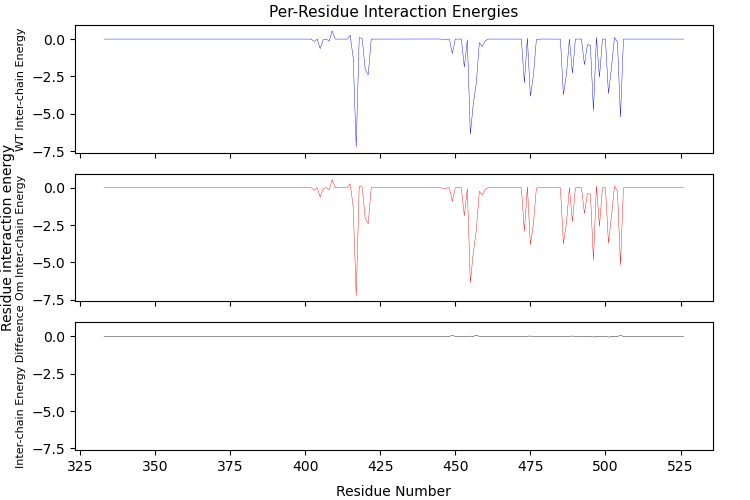 Per-Residue Interaction Energies
Residue interaction energy
WT Inter-chain Energy
0.0
−2.5
−5.0
−7.5
Om Inter-chain Energy
0.0
−2.5
−5.0
−7.5
Inter-chain Energy Difference
0.0
−2.5
−5.0
−7.5
325 350 375 400 425 450 475 500 525
Residue Number